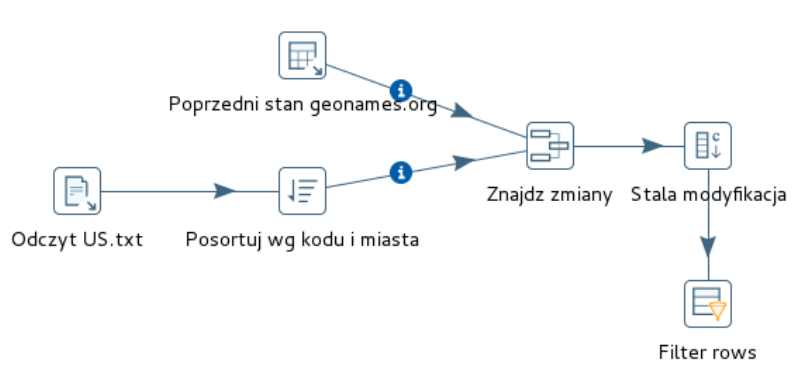 Poprzedni stan geonames.org
Znajdz zmiany
Stala modyfikacja
Odczyt US.txt
Posortuj wg kodu i miasta
Filter rows